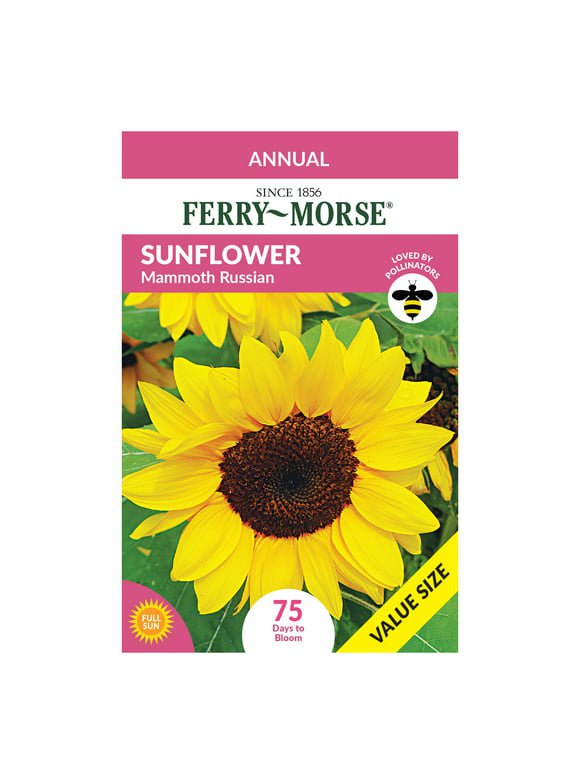 ANNUAL
SINCE 1856
FERRY~MORSE®
SUNFLOWER
Mammoth Russian
LOVED BY
POLLINATORS
FULL
SUN
75
Days to
Bloom
VALUE SIZE